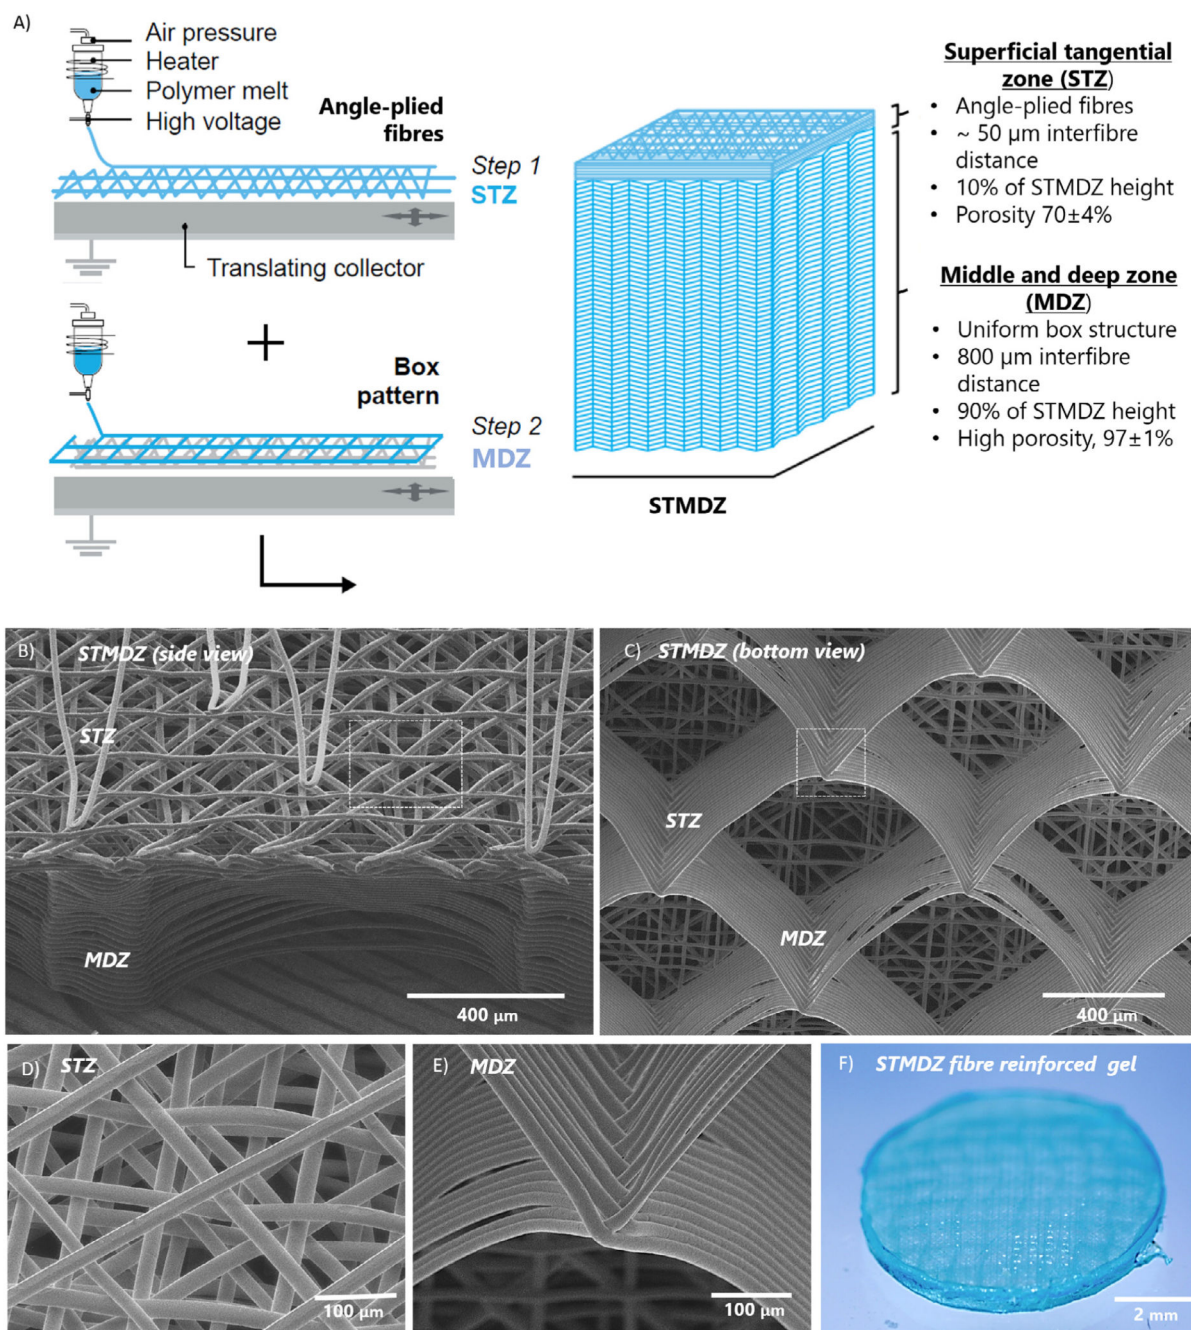 A)
Air pressure
Heater
Polymer melt
High voltage
Angle-plied
fibres
Step 1
STZ
Translating collector
Box
pattern
Step 2
MDZ
STMDZ
Superficial tangential
zone (STZ)
• Angle-plied fibres
• ~ 50 µm interfibre
distance
• 10% of STMDZ height
• Porosity 70±4%
Middle and deep zone
(MDZ)
• Uniform box structure
• 800 µm interfibre
distance
• 90% of STMDZ height
• High porosity, 97±1%
B) STMDZ (side view)
STZ
MDZ
400 µm
C) STMDZ (bottom view)
STZ
MDZ
400 µm
D) STZ
100 µm
E) MDZ
100 µm
F) STMDZ fibre reinforced gel
2 mm